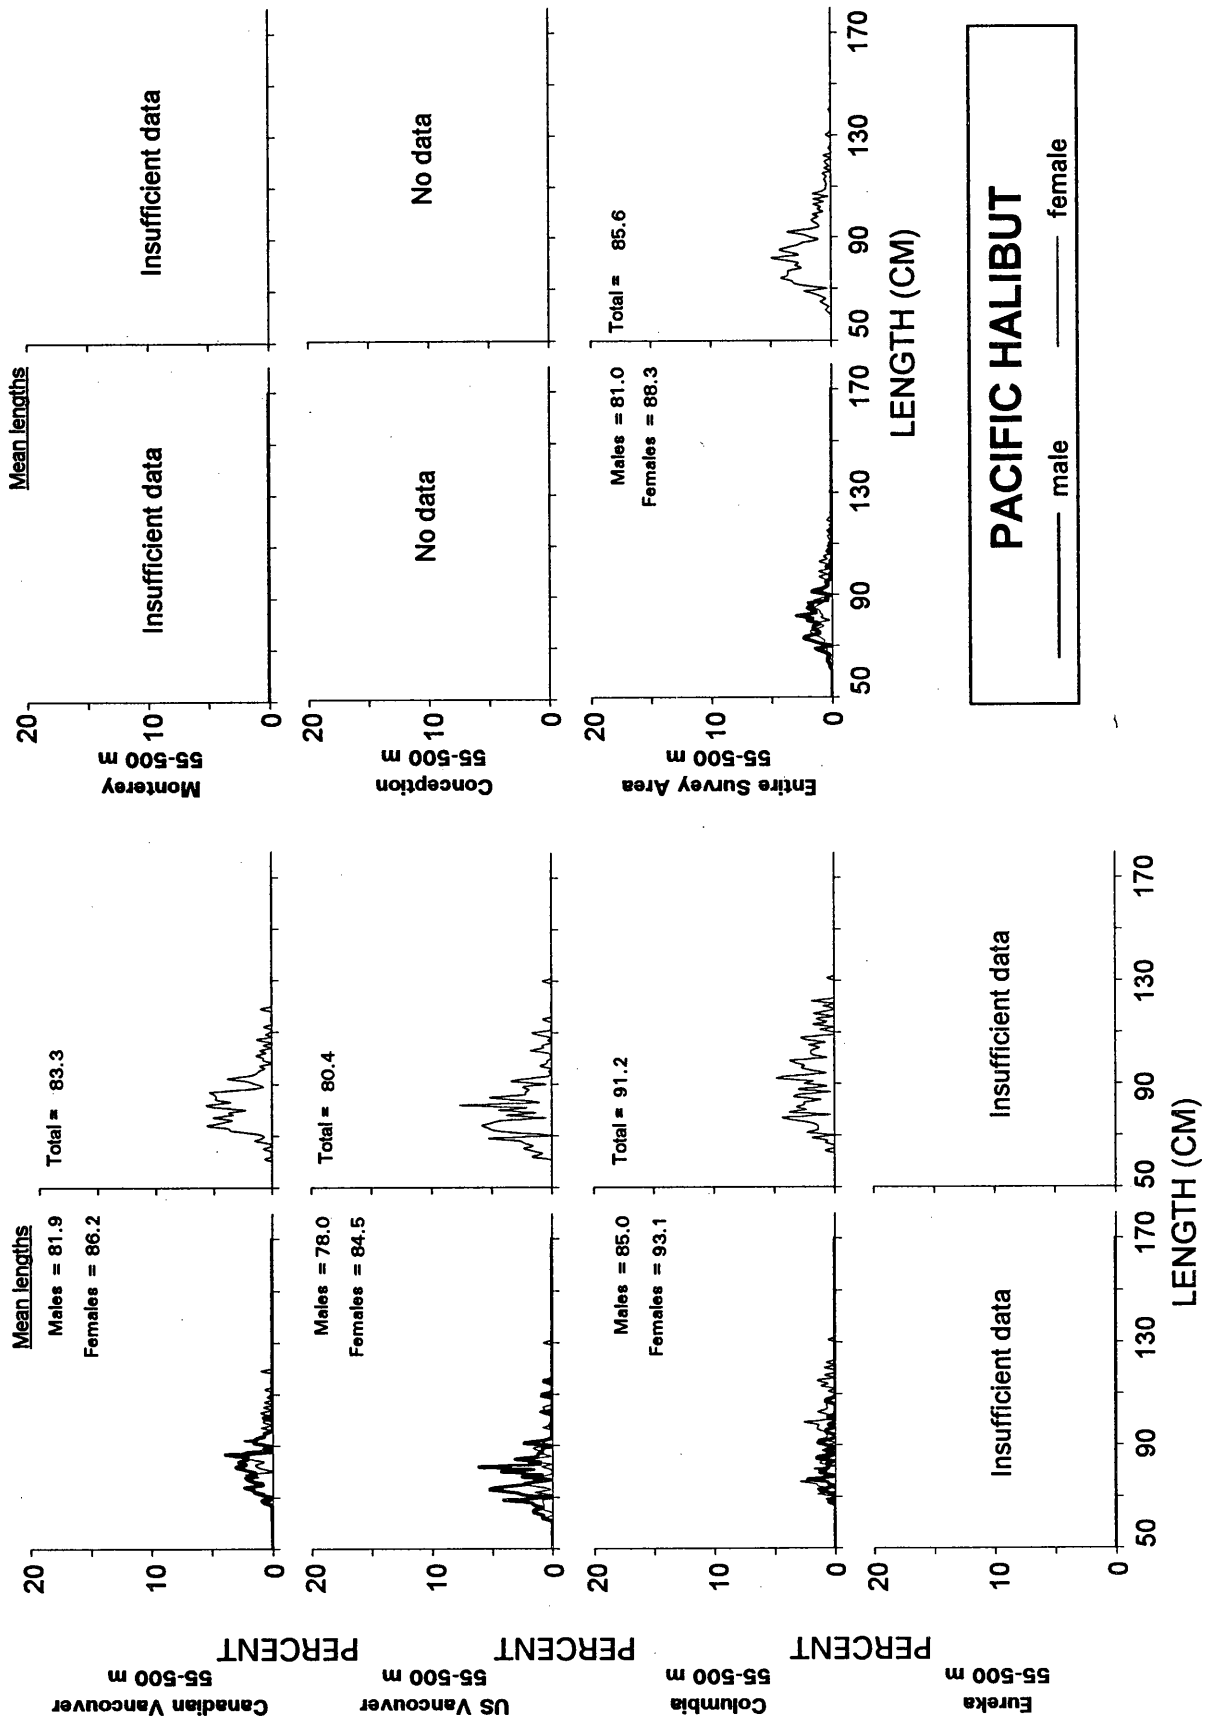 Mean lengths
Canadian Vancouver
55-500 m
PERCENT
20
10
0
Males = 81.9
Females = 86.2
Total = 83.3
US Vancouver
55-500 m
PERCENT
20
10
0
Males = 78.0
Females = 84.5
Total = 80.4
Columbia
55-500 m
PERCENT
20
10
0
Males = 85.0
Females = 93.1
Total = 91.2
Eureka
55-500 m
20
10
0
Insufficient data
Insufficient data
50 90 130 170
50 90 130 170
LENGTH (CM)
Mean lengths
Monterey
55-500 m
20
10
0
Insufficient data
Insufficient data
Conception
55-500 m
20
10
0
No data
No data
Entire Survey Area
55-500 m
20
10
0
Males = 81.0
Females = 88.3
Total = 85.6
50 90 130 170
50 90 130 170
LENGTH (CM)
PACIFIC HALIBUT
male female